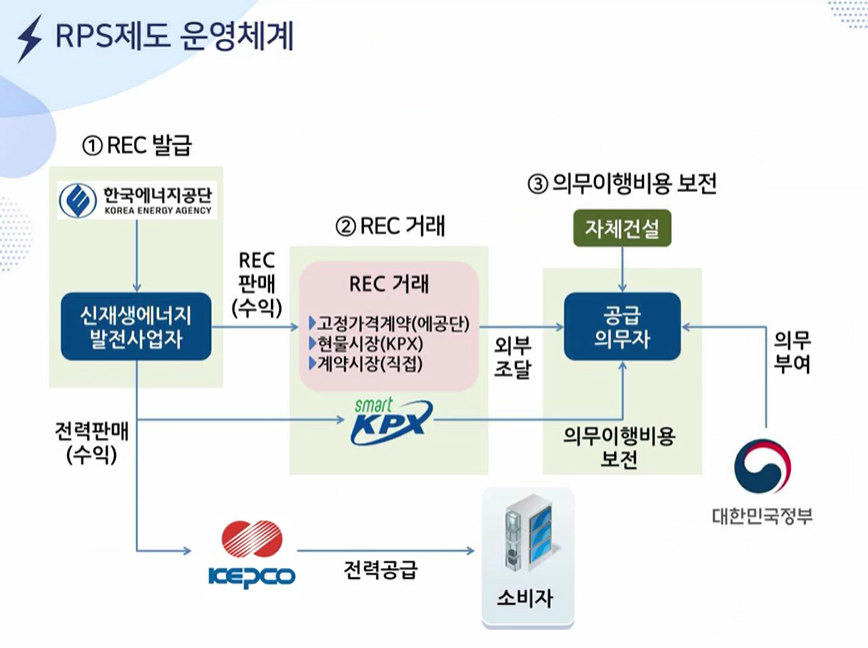 RPS제도 운영체계
① REC 발급
한국에너지공단
KOREA ENERGY AGENCY
신재생에너지
발전사업자
REC
판매
(수익)
② REC 거래
REC 거래
고정가격계약(에공단)
현물시장(KPX)
계약시장(직접)
smart
KPX
외부
조달
③ 의무이행비용 보전
자체건설
공급
의무자
의무이행비용
보전
의무
부여
대한민국정부
전력판매
(수익)
KEPCO
전력공급
소비자